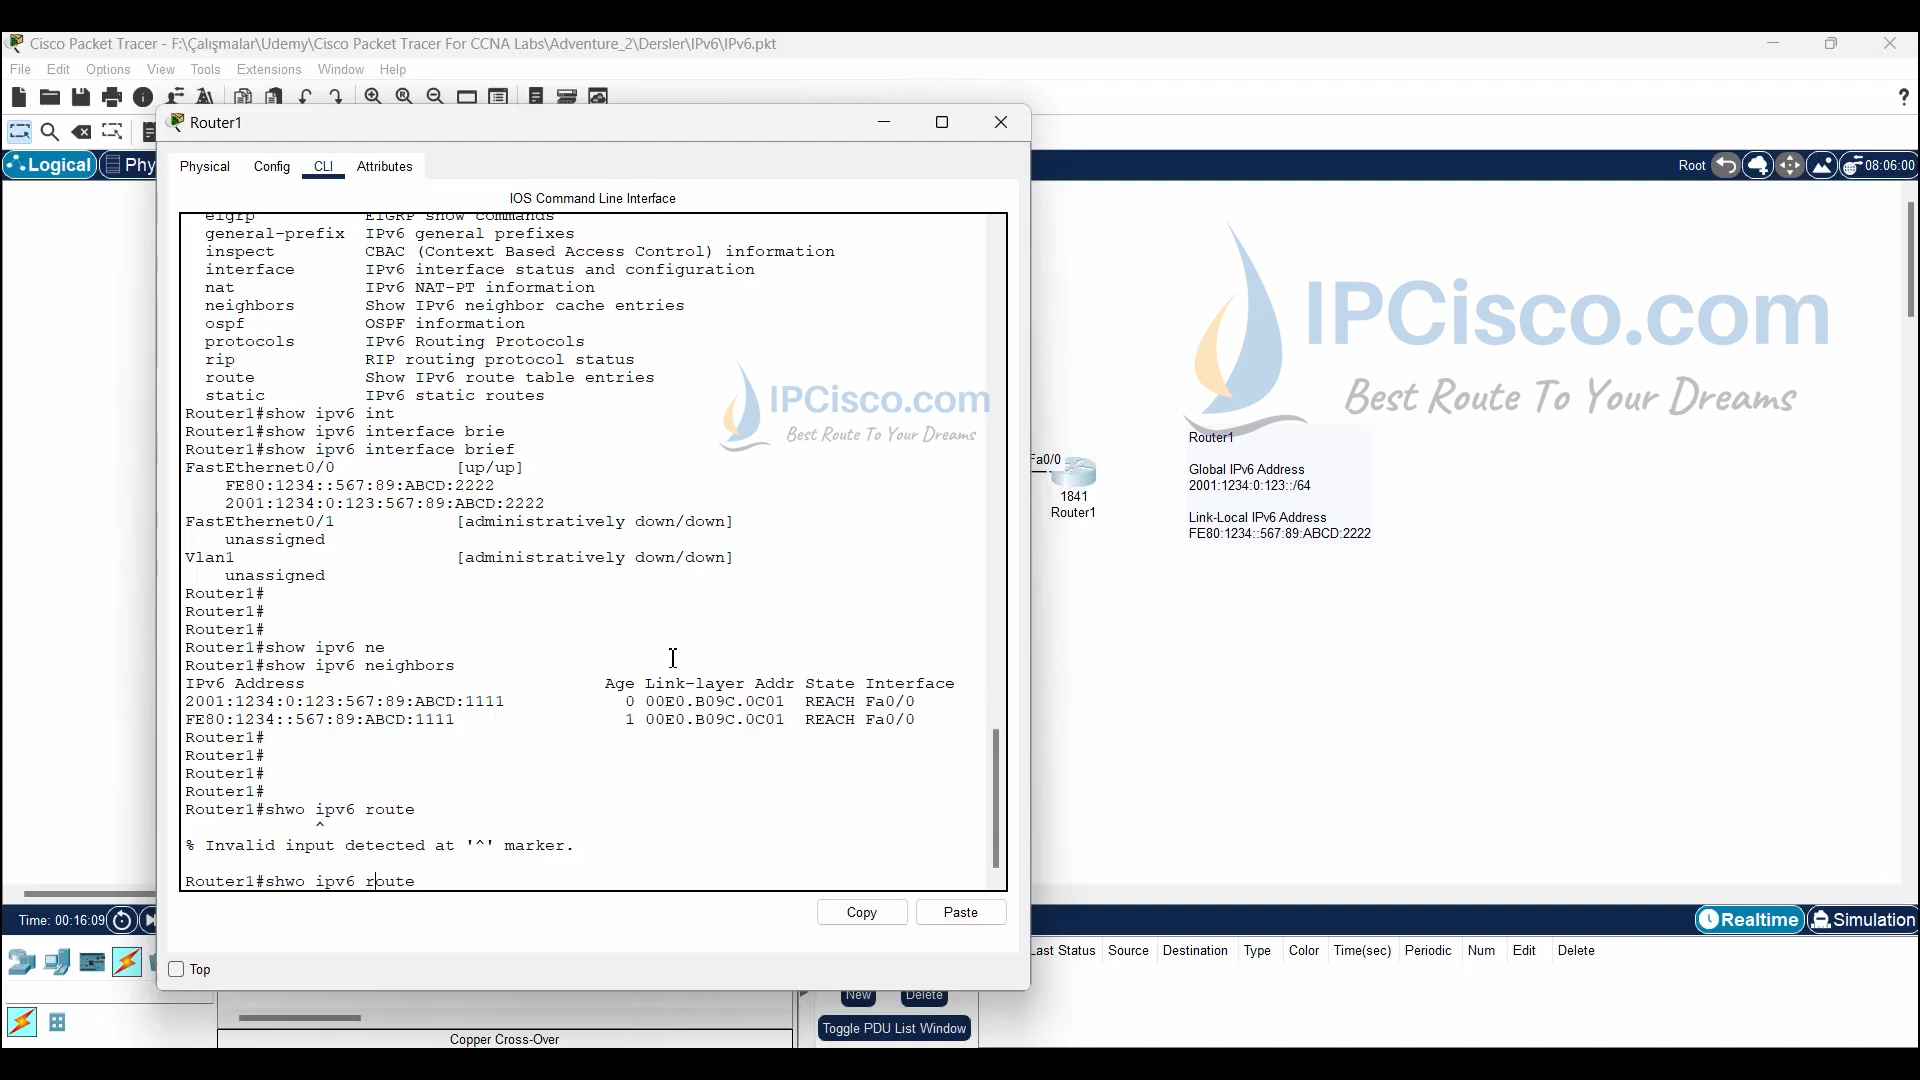 Cisco Packet Tracer - F:\Çalışmalar\Udemy\Cisco Packet Tracer For CCNA Labs\Adventure_2\Dersler\IPv6\IPv6.pkt
File Edit Options View Tools Extensions Window Help
?
Router1
Logical Phy
Root 08:06:00
Physical Config CLI Attributes
IOS Command Line Interface
eigrp EIGRP show commands
general-prefix IPv6 general prefixes
inspect CBAC (Context Based Access Control) information
interface IPv6 interface status and configuration
nat IPv6 NAT-PT information
neighbors Show IPv6 neighbor cache entries
ospf OSPF information
protocols IPv6 Routing Protocols
rip RIP routing protocol status
route Show IPv6 route table entries
static IPv6 static routes
Router1#show ipv6 int
Router1#show ipv6 interface brie
Router1#show ipv6 interface brief
FastEthernet0/0 [up/up]
FE80:1234::567:89:ABCD:2222
2001:1234:0:123:567:89:ABCD:2222
FastEthernet0/1 [administratively down/down]
unassigned
Vlan1 [administratively down/down]
unassigned
Router1#
Router1#
Router1#
Router1#show ipv6 ne
Router1#show ipv6 neighbors
IPv6 Address Age Link-layer Addr State Interface
2001:1234:0:123:567:89:ABCD:1111 0 00E0.B09C.0C01 REACH Fa0/0
FE80:1234::567:89:ABCD:1111 1 00E0.B09C.0C01 REACH Fa0/0
Router1#
Router1#
Router1#
Router1#
Router1#shwo ipv6 route
^
% Invalid input detected at '^' marker.
Router1#shwo ipv6 route
IPCisco.com
Best Route To Your Dreams
Copy Paste
Top
IPCisco.com
Best Route To Your Dreams
Fa0/0
1841
Router1
Router1
Global IPv6 Address
2001:1234:0:123::/64
Link-Local IPv6 Address
FE80:1234::567:89:ABCD:2222
Time: 00:16:09
Realtime Simulation
Last Status Source Destination Type Color Time(sec) Periodic Num Edit Delete
New Delete
Toggle PDU List Window
Copper Cross-Over